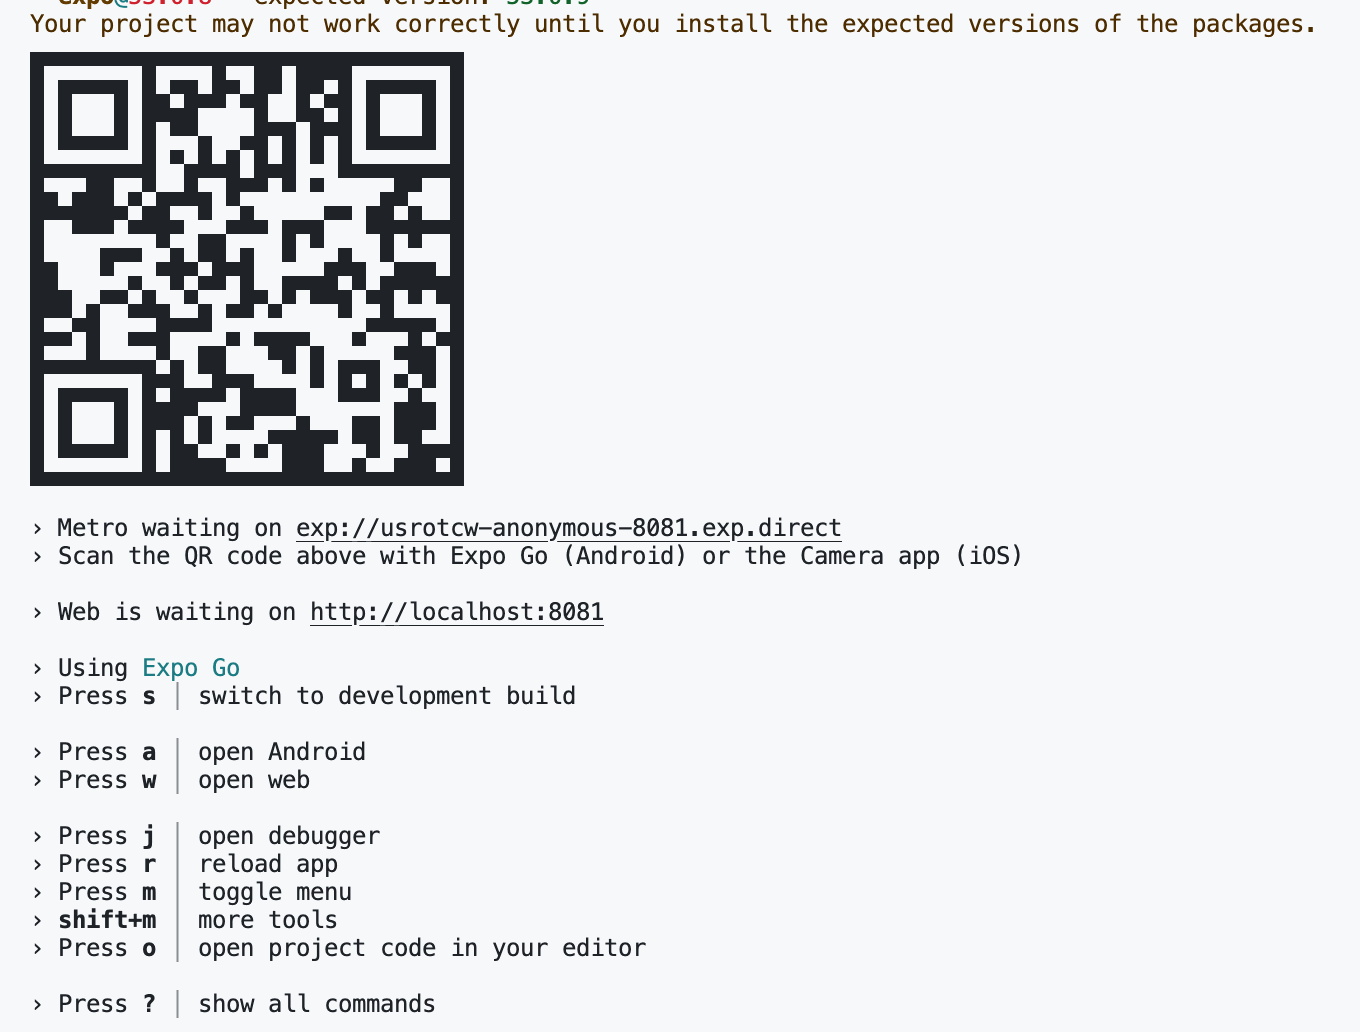 Your project may not work correctly until you install the expected versions of the packages.
› Metro waiting on exp://usrotcw-anonymous-8081.exp.direct
› Scan the QR code above with Expo Go (Android) or the Camera app (iOS)
› Web is waiting on http://localhost:8081
› Using Expo Go
› Press s │ switch to development build
› Press a │ open Android
› Press w │ open web
› Press j │ open debugger
› Press r │ reload app
› Press m │ toggle menu
› shift+m │ more tools
› Press o │ open project code in your editor
› Press ? │ show all commands